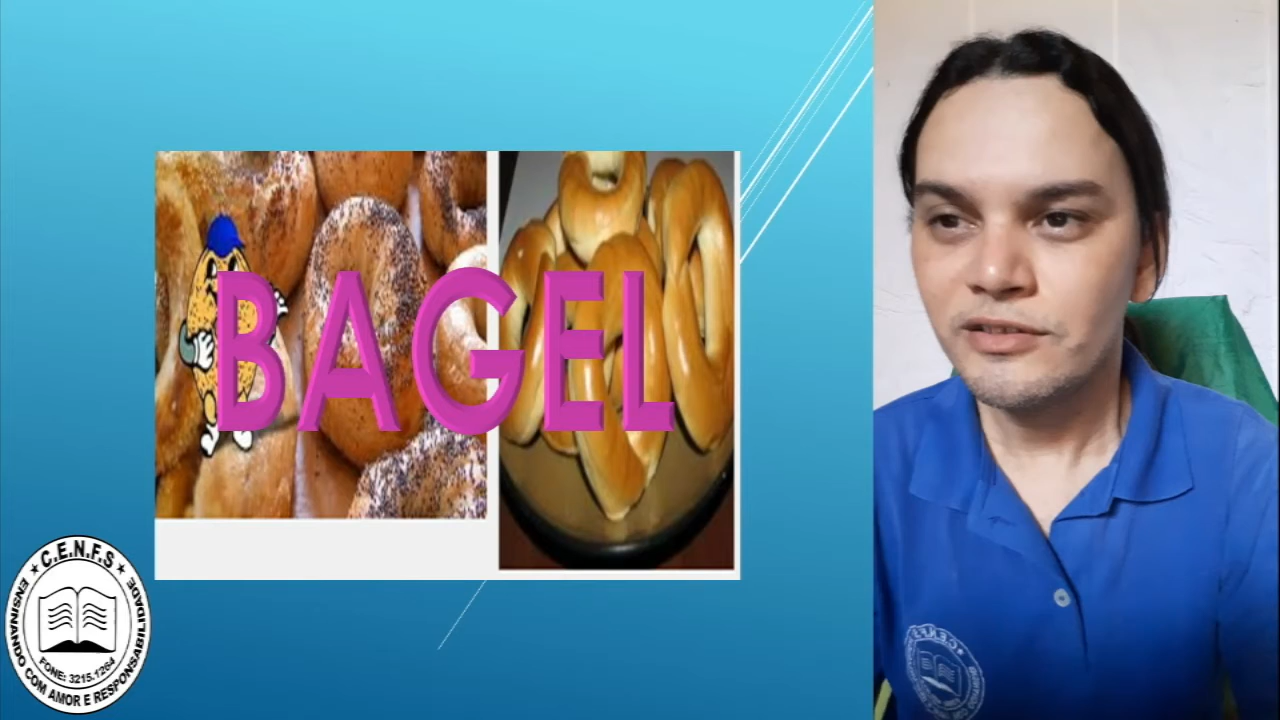 BAGEL
★ C.E.N.F.S ★
ENSINANDO COM AMOR E RESPONSABILIDADE
FONE: 3215.1264
C.E.N.F.S